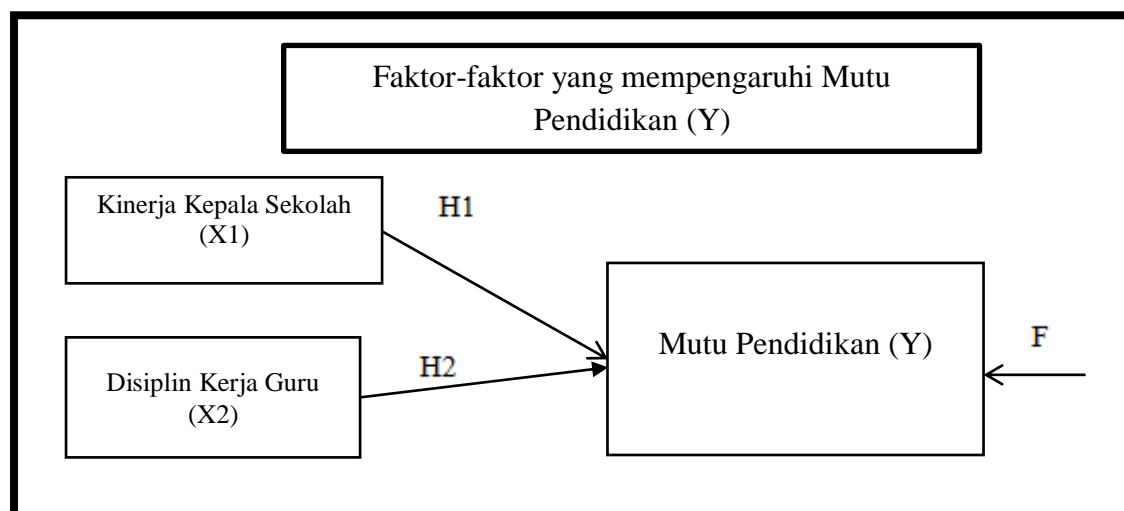 Faktor-faktor yang mempengaruhi Mutu
Pendidikan (Y)
Kinerja Kepala Sekolah
(X1)
H1
Mutu Pendidikan (Y)
F
H2
Disiplin Kerja Guru
(X2)